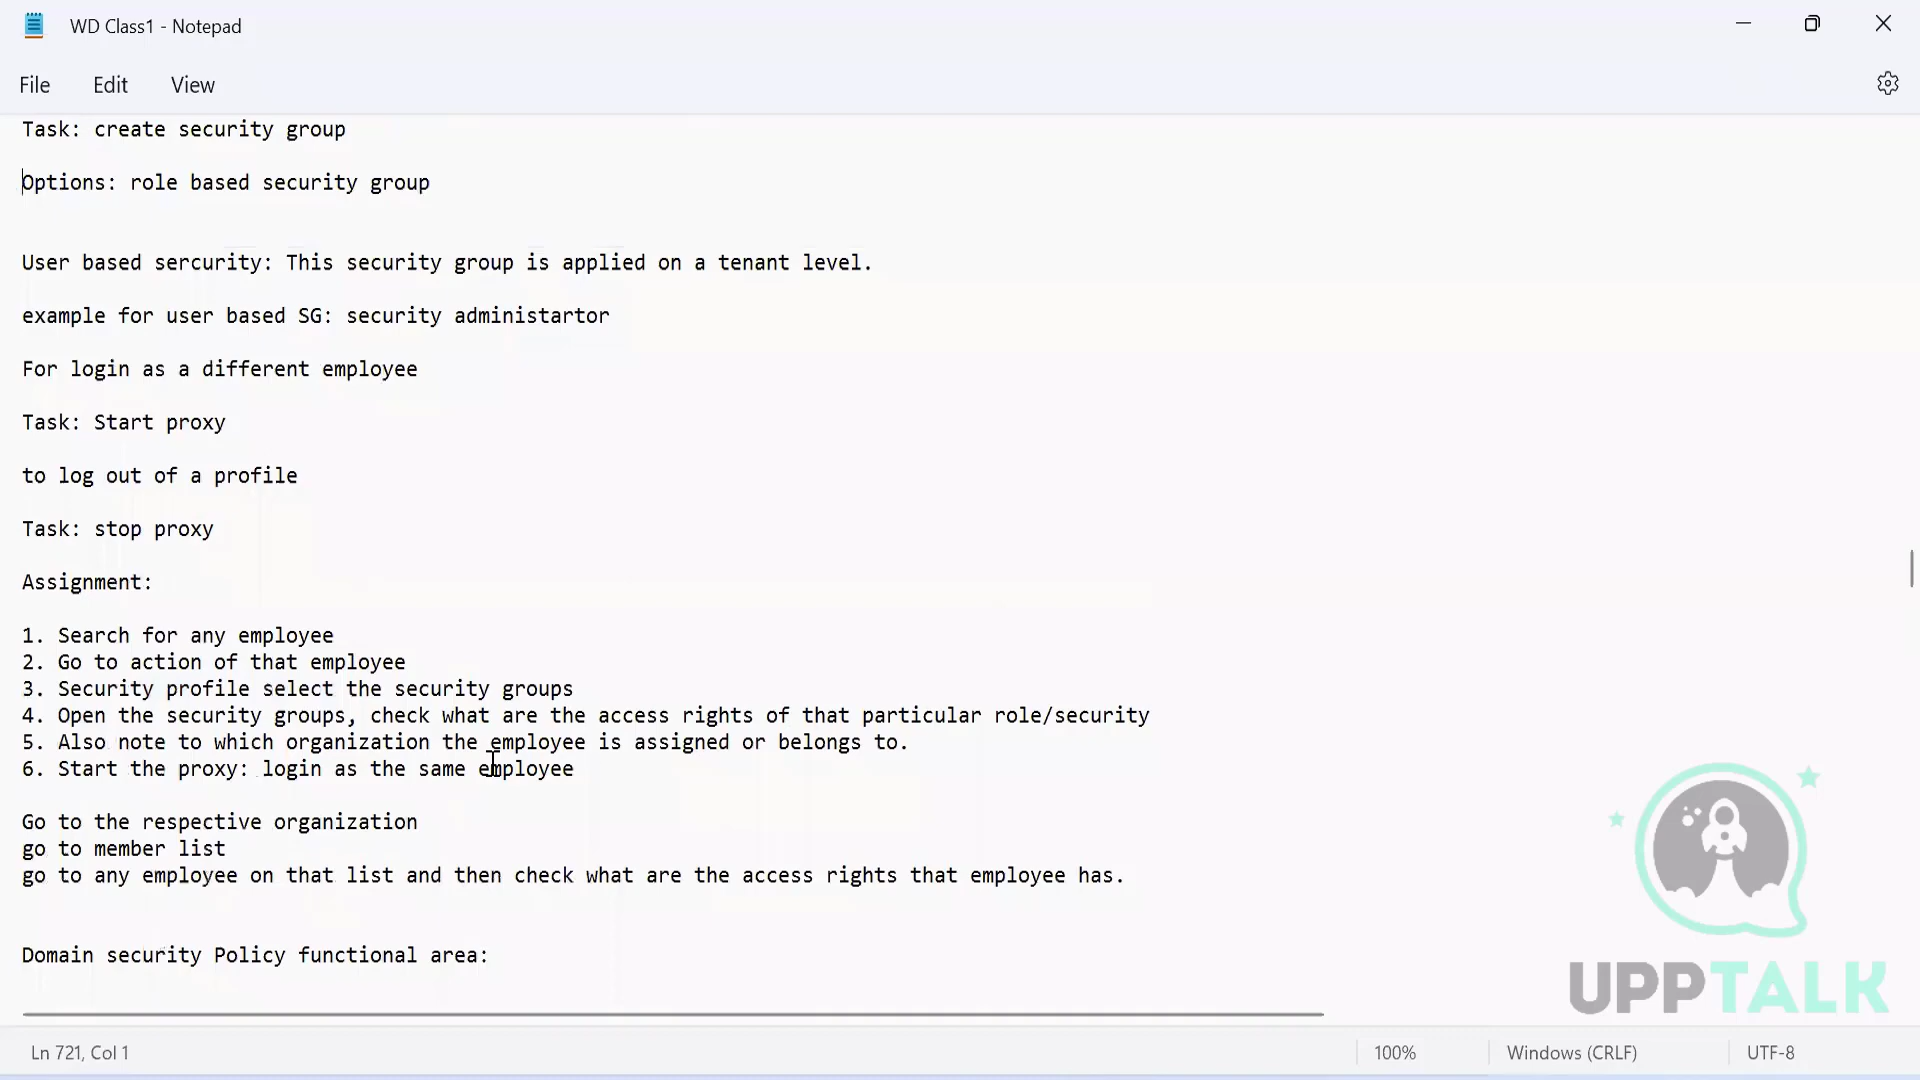 WD Class1 - Notepad
File Edit View
Task: create security group
Options: role based security group
User based sercurity: This security group is applied on a tenant level.
example for user based SG: security administartor
For login as a different employee
Task: Start proxy
to log out of a profile
Task: stop proxy
Assignment:
1. Search for any employee
2. Go to action of that employee
3. Security profile select the security groups
4. Open the security groups, check what are the access rights of that particular role/security
5. Also note to which organization the employee is assigned or belongs to.
6. Start the proxy: login as the same employee
Go to the respective organization
go to member list
go to any employee on that list and then check what are the access rights that employee has.
Domain security Policy functional area:
UPPTALK
Ln 721, Col 1 100% Windows (CRLF) UTF-8